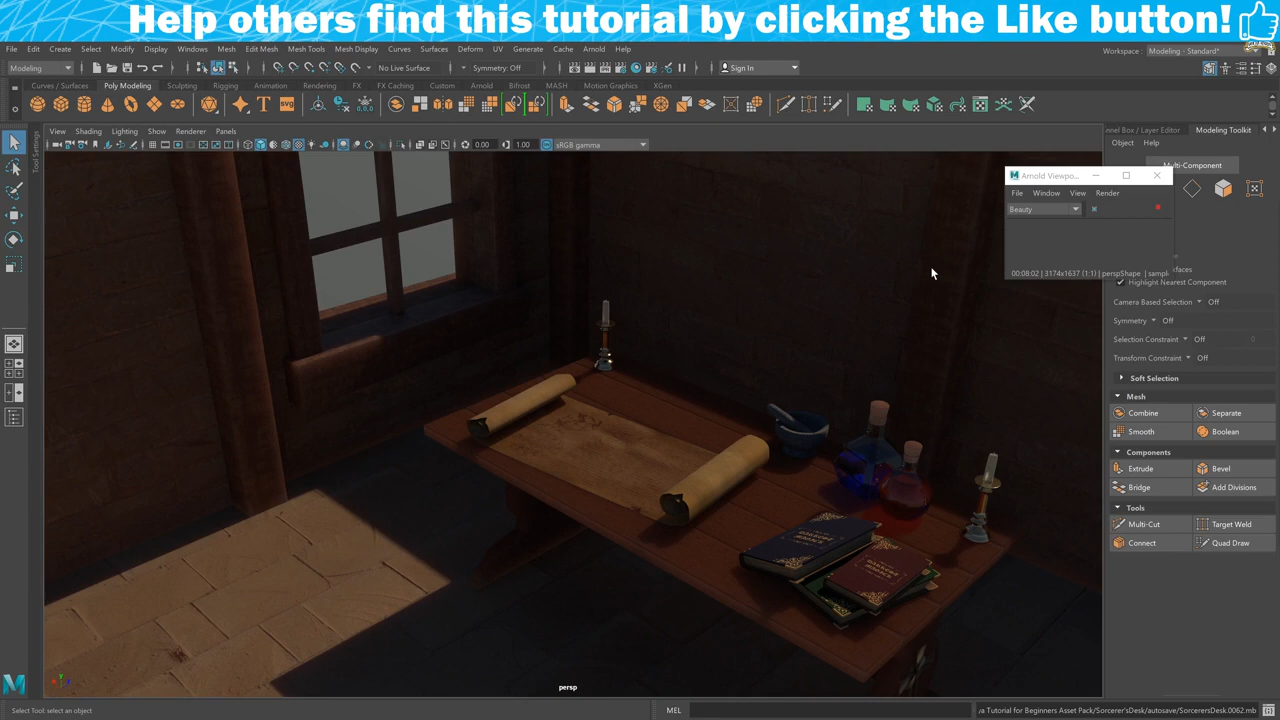 Help others find this tutorial by clicking the Like button!
File Edit Create Select Modify Display Windows Mesh Edit Mesh Mesh Tools Mesh Display Curves Surfaces Deform UV Generate Cache Arnold Help
Workspace: Modeling - Standard*
Modeling No Live Surface Symmetry: Off Sign In
Curves / Surfaces Poly Modeling Sculpting Rigging Animation Rendering FX FX Caching Custom Arnold Bifrost MASH Motion Graphics XGen
View Shading Lighting Show Renderer Panels
nnel Box / Layer Editor Modeling Toolkit
Object Help
0.00 1.00 sRGB gamma
Tool Settings
Multi-Component
Arnold Viewpo...
File Window View Render
Beauty
00:08:02 | 3174x1637 (1:1) | perspShape | sampl
Highlight Nearest Component
Camera Based Selection Off
Symmetry Off
Selection Constraint Off 0
Transform Constraint Off
Soft Selection
Mesh
Combine Separate
Smooth Boolean
Components
Extrude Bevel
Bridge Add Divisions
Tools
Multi-Cut Target Weld
Connect Quad Draw
persp
Select Tool: select an object
MEL
ya Tutorial for Beginners Asset Pack/Sorcerer'sDesk/autosave/SorcerersDesk.0062.mb